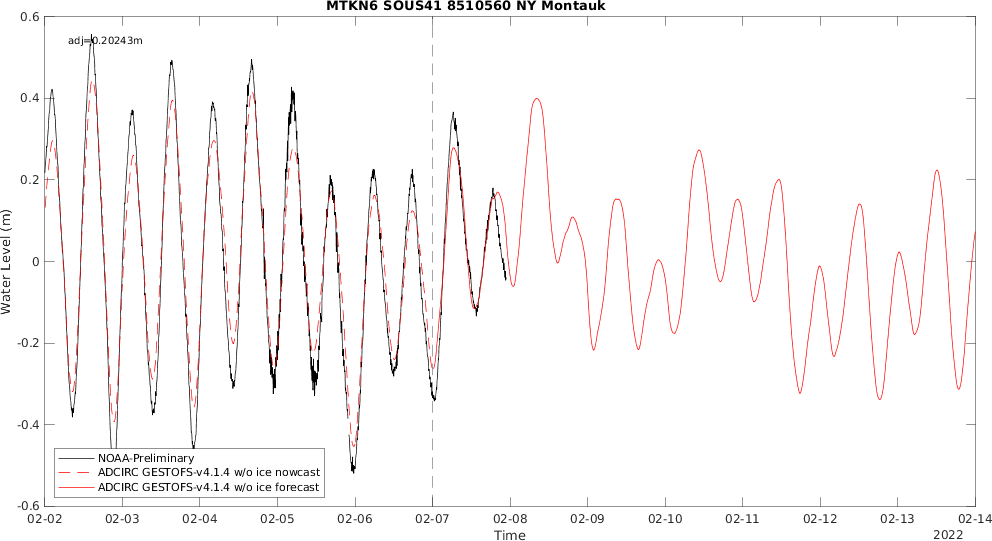 MTKN6 SOUS41 8510560 NY Montauk
adj=0.20243m
0.6
0.4
0.2
0
-0.2
-0.4
-0.6
Water Level (m)
NOAA-Preliminary
ADCIRC GESTOFS-v4.1.4 w/o ice nowcast
ADCIRC GESTOFS-v4.1.4 w/o ice forecast
02-02 02-03 02-04 02-05 02-06 02-07 02-08 02-09 02-10 02-11 02-12 02-13 02-14
Time
2022